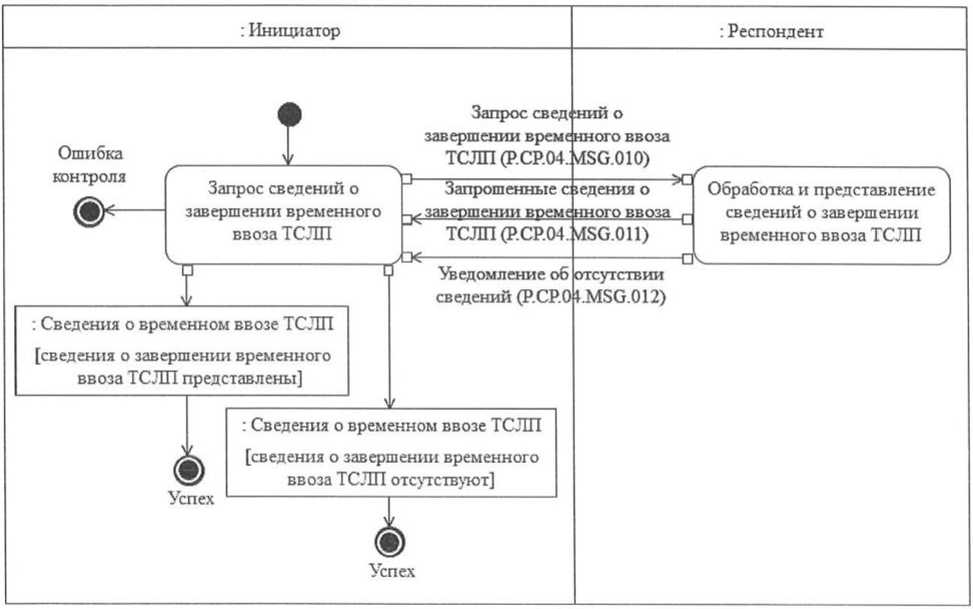 : Инициатор
: Респондент
Запрос сведений о
завершении временного ввоза
ТСЛП (P.CP.04.MSG.010)
Ошибка
контроля
Запрос сведений о
завершении временного
ввоза ТСЛП
Запрошенные сведения о
завершении временного ввоза
ТСЛП (P.CP.04.MSG.011)
Обработка и представление
сведений о завершении
временного ввоза ТСЛП
Уведомление об отсутствии
сведений (P.CP.04.MSG.012)
: Сведения о временном ввозе ТСЛП
[сведения о завершении временного
ввоза ТСЛП представлены]
: Сведения о временном ввозе ТСЛП
[сведения о завершении временного
ввоза ТСЛП отсутствуют]
Успех
Успех